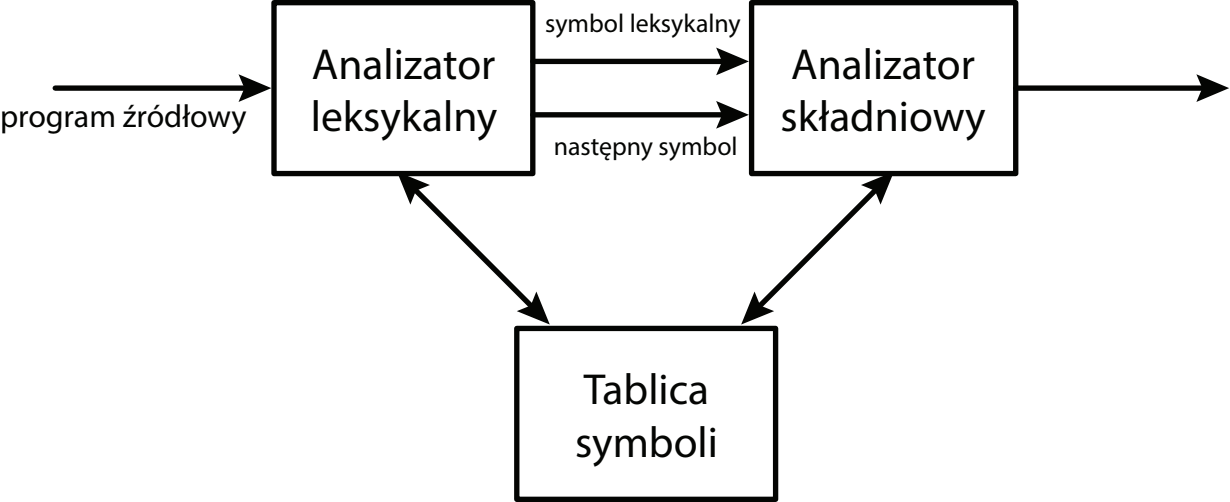 program źródłowy
Analizator
leksykalny
symbol leksykalny
następny symbol
Analizator
składniowy
Tablica
symboli